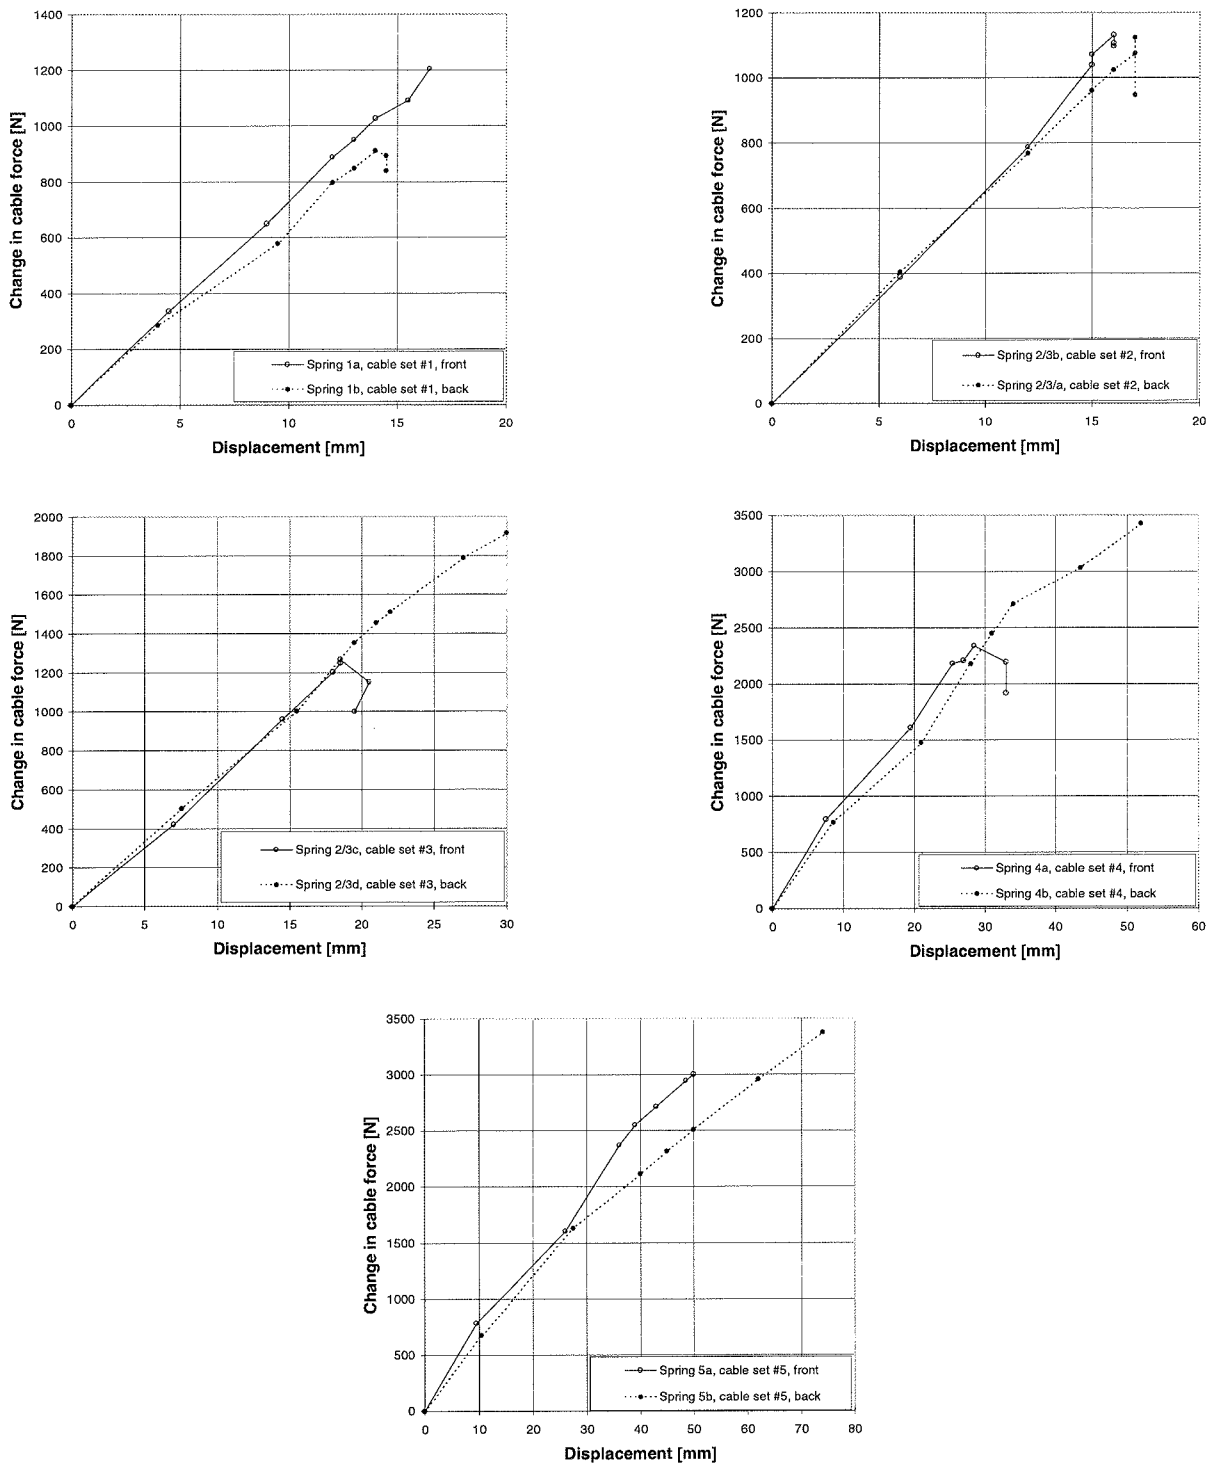 1400
1200
1000
800
600
400
200
0
Change in cable force [N]
Spring 1a, cable set #1, front
Spring 1b, cable set #1, back
0 5 10 15 20
Displacement [mm]
1200
1000
800
600
400
200
0
Change in cable force [N]
Spring 2/3b, cable set #2, front
Spring 2/3/a, cable set #2, back
0 5 10 15 20
Displacement [mm]
2000
1800
1600
1400
1200
1000
800
600
400
200
0
Change in cable force [N]
Spring 2/3c, cable set #3, front
Spring 2/3d, cable set #3, back
0 5 10 15 20 25 30
Displacement [mm]
3500
3000
2500
2000
1500
1000
500
0
Change in cable force [N]
Spring 4a, cable set #4, front
Spring 4b, cable set #4, back
0 10 20 30 40 50 60
Displacement [mm]
3500
3000
2500
2000
1500
1000
500
0
Change in cable force [N]
Spring 5a, cable set #5, front
Spring 5b, cable set #5, back
0 10 20 30 40 50 60 70 80
Displacement [mm]